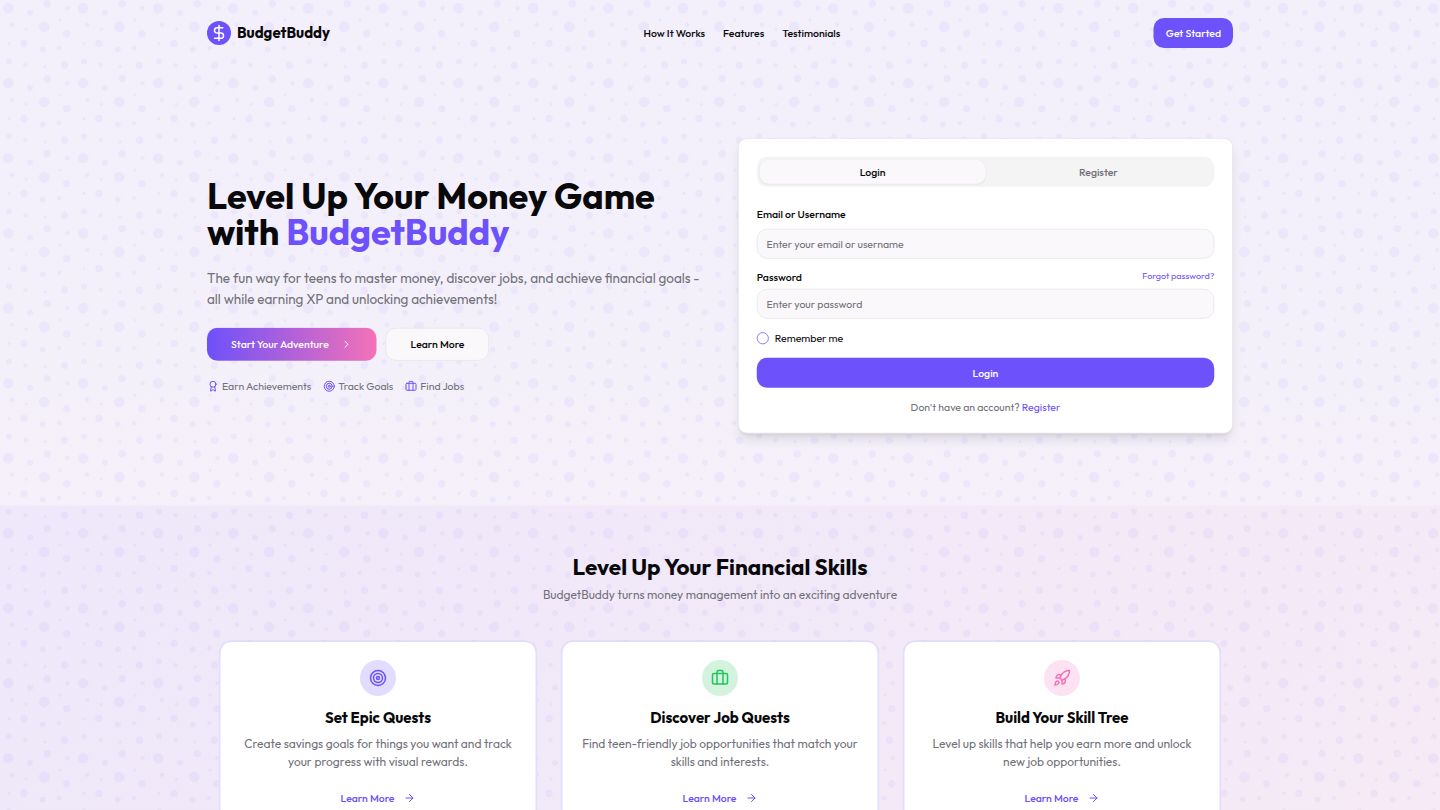 BudgetBuddy
How It Works
Features
Testimonials
Get Started
Level Up Your Money Game
with BudgetBuddy
The fun way for teens to master money, discover jobs, and achieve financial goals -
all while earning XP and unlocking achievements!
Start Your Adventure
Learn More
Earn Achievements
Track Goals
Find Jobs
Login
Register
Email or Username
Enter your email or username
Password
Forgot password?
Enter your password
Remember me
Login
Don't have an account? Register
Level Up Your Financial Skills
BudgetBuddy turns money management into an exciting adventure
Set Epic Quests
Create savings goals for things you want and track
your progress with visual rewards.
Learn More
Discover Job Quests
Find teen-friendly job opportunities that match your
skills and interests.
Learn More
Build Your Skill Tree
Level up skills that help you earn more and unlock
new job opportunities.
Learn More